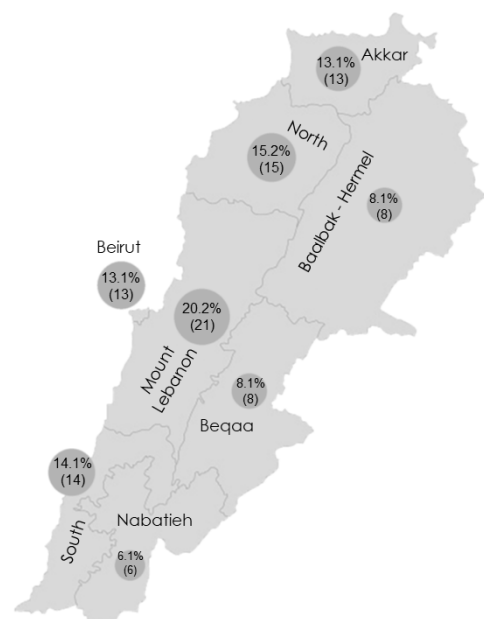 Akkar
13.1%
(13)
North
15.2%
(15)
Baalbak - Hermel
8.1%
(8)
Beirut
13.1%
(13)
20.2%
(21)
Mount
Lebanon
8.1%
(8)
Beqaa
14.1%
(14)
South
Nabatieh
6.1%
(6)